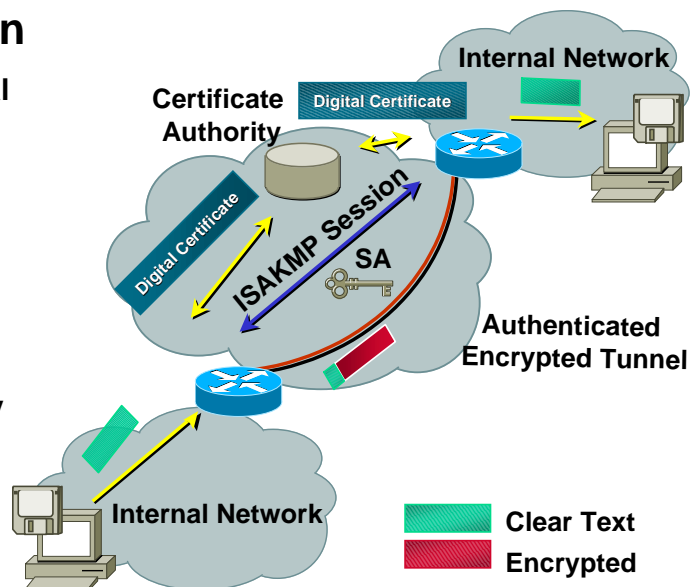 n
Internal Network
al
Certificate
Authority
Digital Certificate
Digital Certificate
ISAKMP Session
SA
Authenticated
Encrypted Tunnel
Internal Network
Clear Text
Encrypted